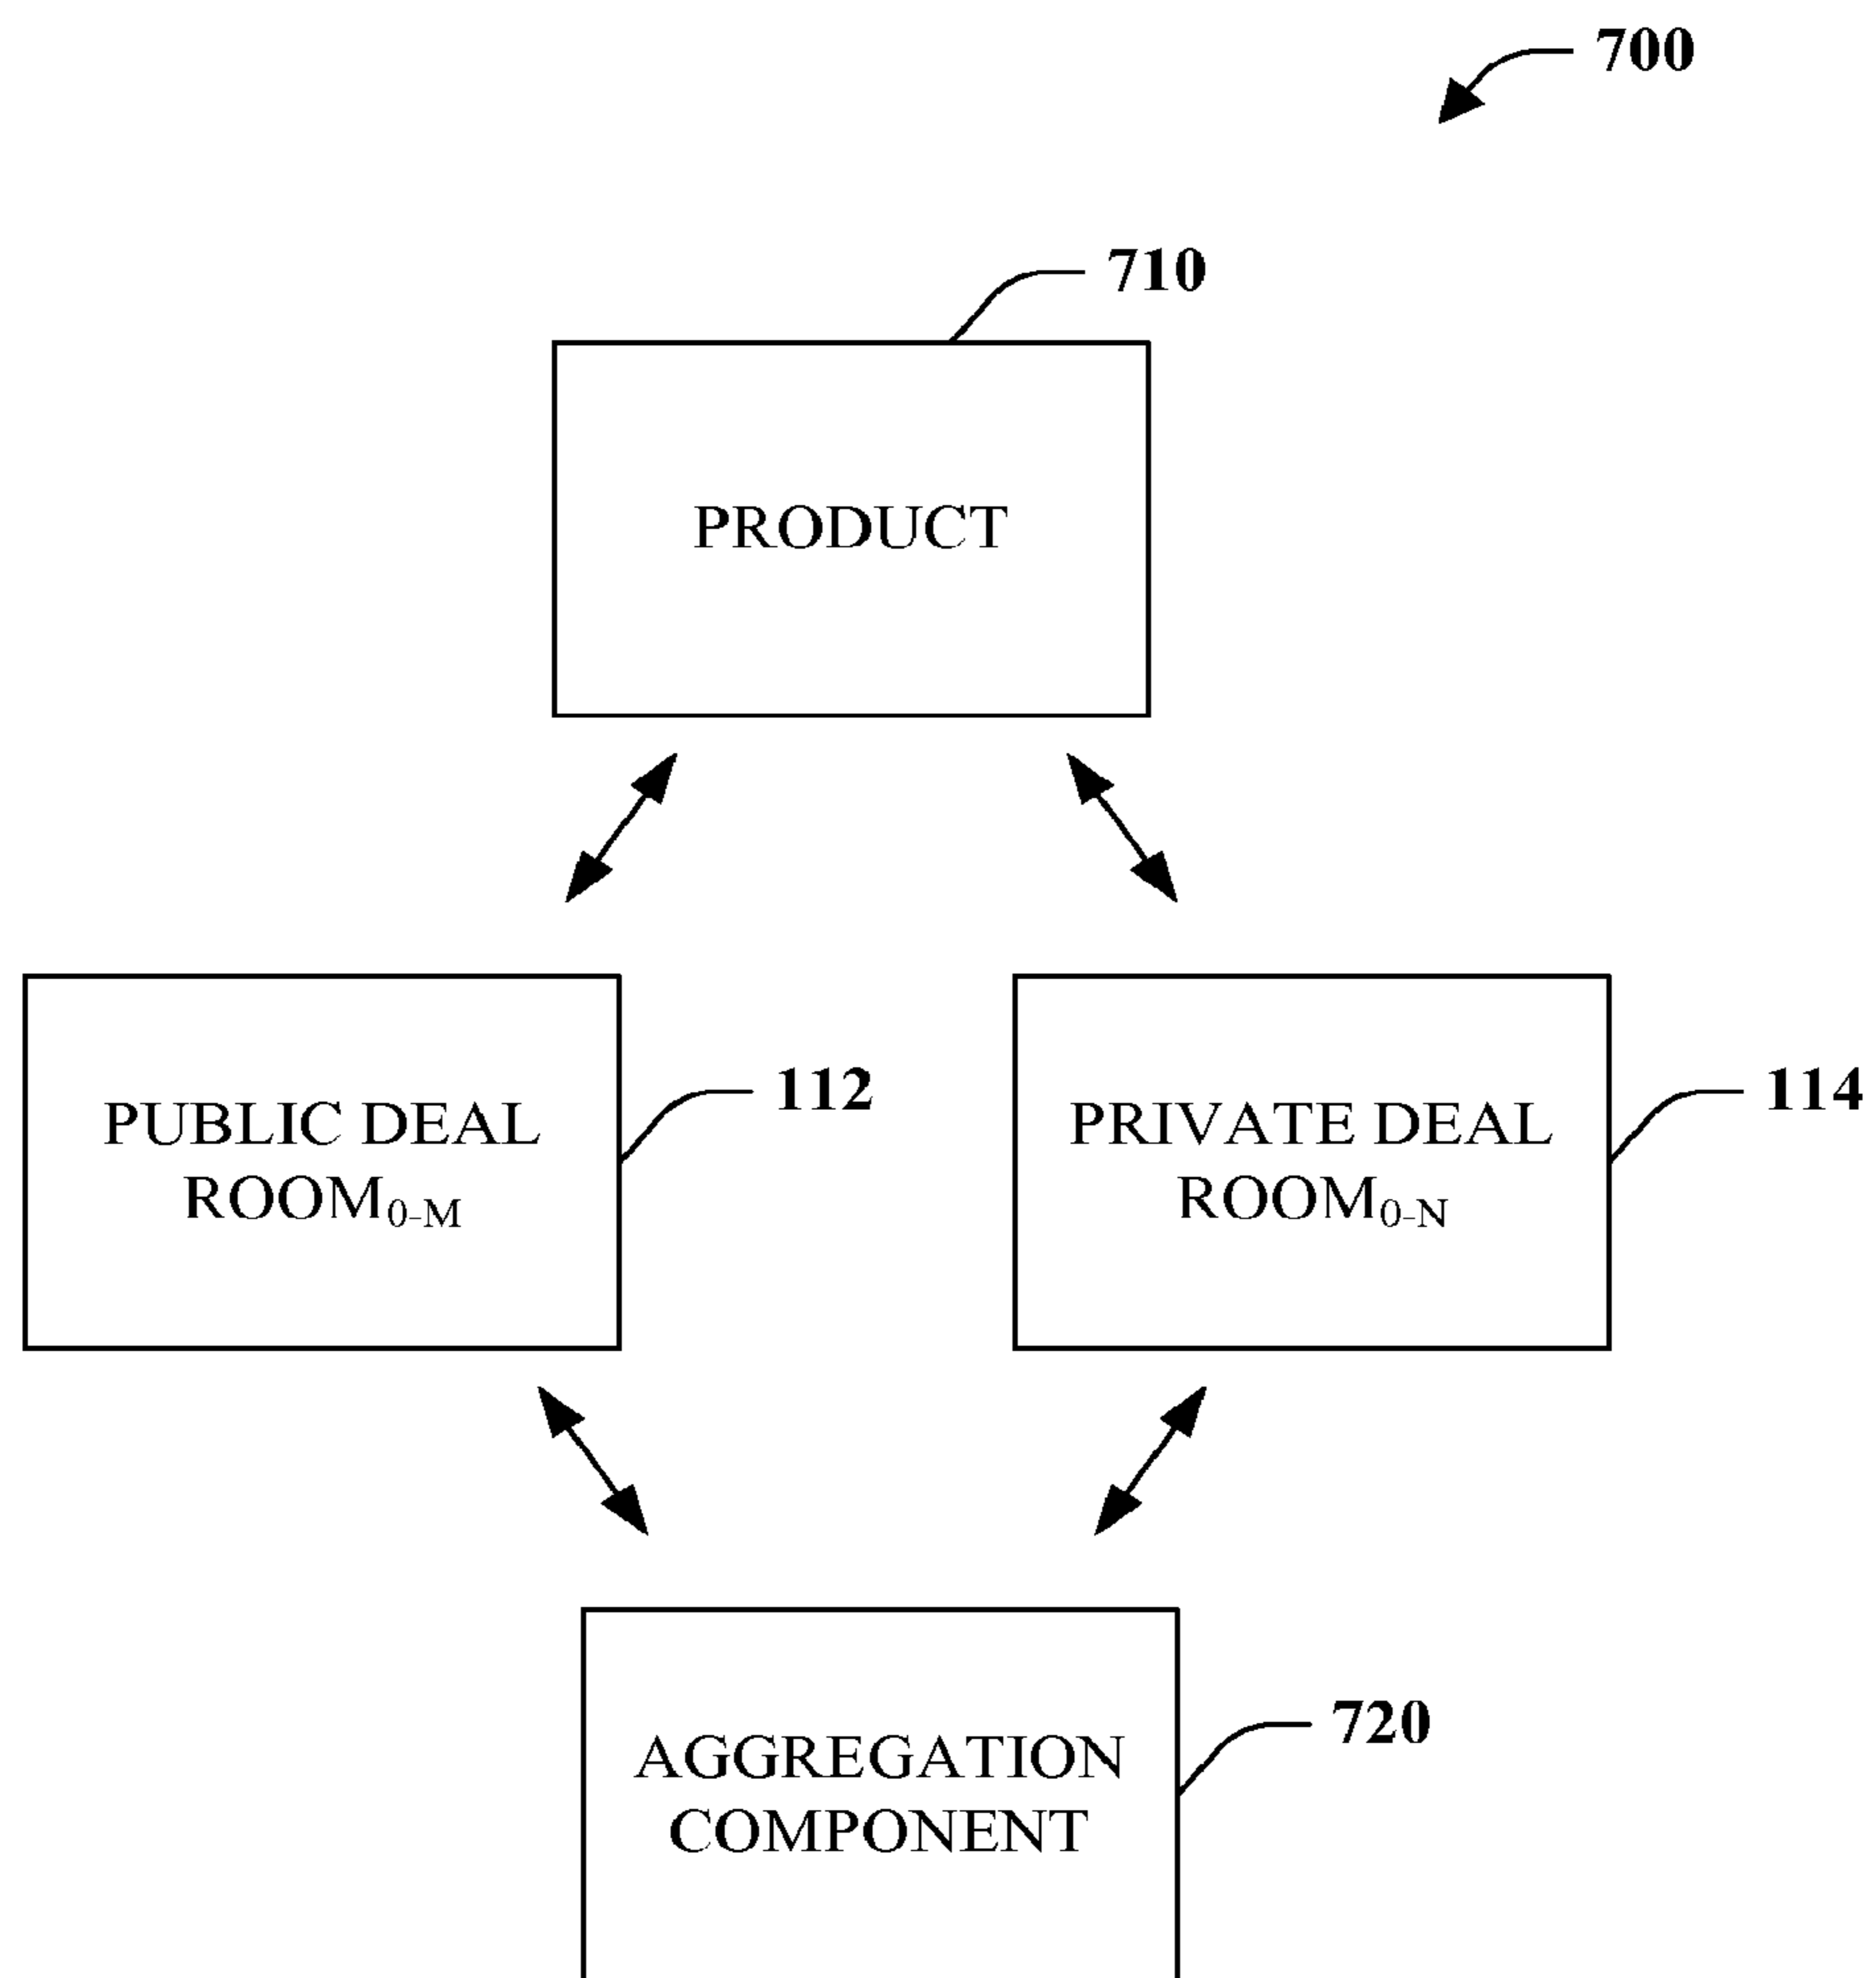 700
710
PRODUCT
112
114
PUBLIC DEAL
ROOM0-M
PRIVATE DEAL
ROOM0-N
720
AGGREGATION
COMPONENT